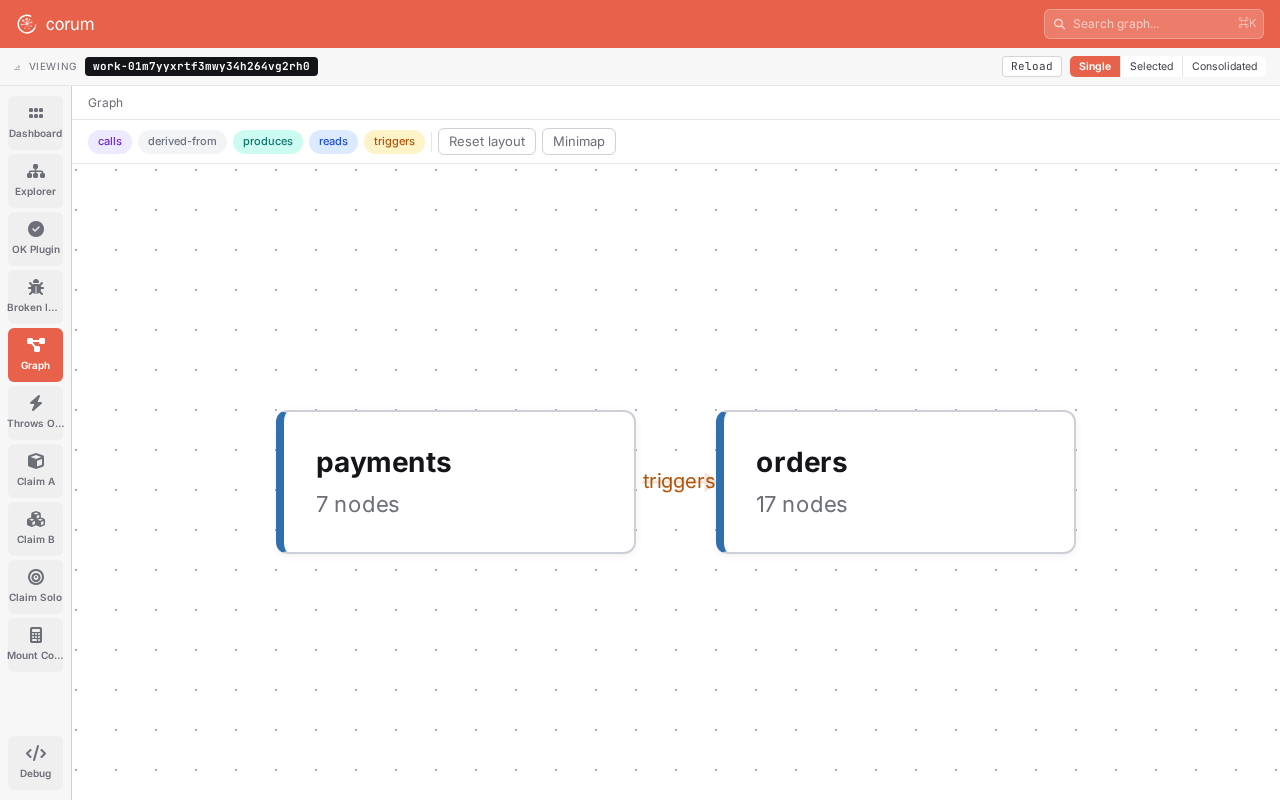 corum
Search graph... ⌘K
VIEWING work-01m7yyxrtf3mwy34h264vg2rh0
Reload Single Selected Consolidated
Dashboard
Explorer
OK Plugin
Broken I...
Graph
Throws O...
Claim A
Claim B
Claim Solo
Mount Co...
Debug
Graph
calls derived-from produces reads triggers Reset layout Minimap
payments
7 nodes
triggers
orders
17 nodes